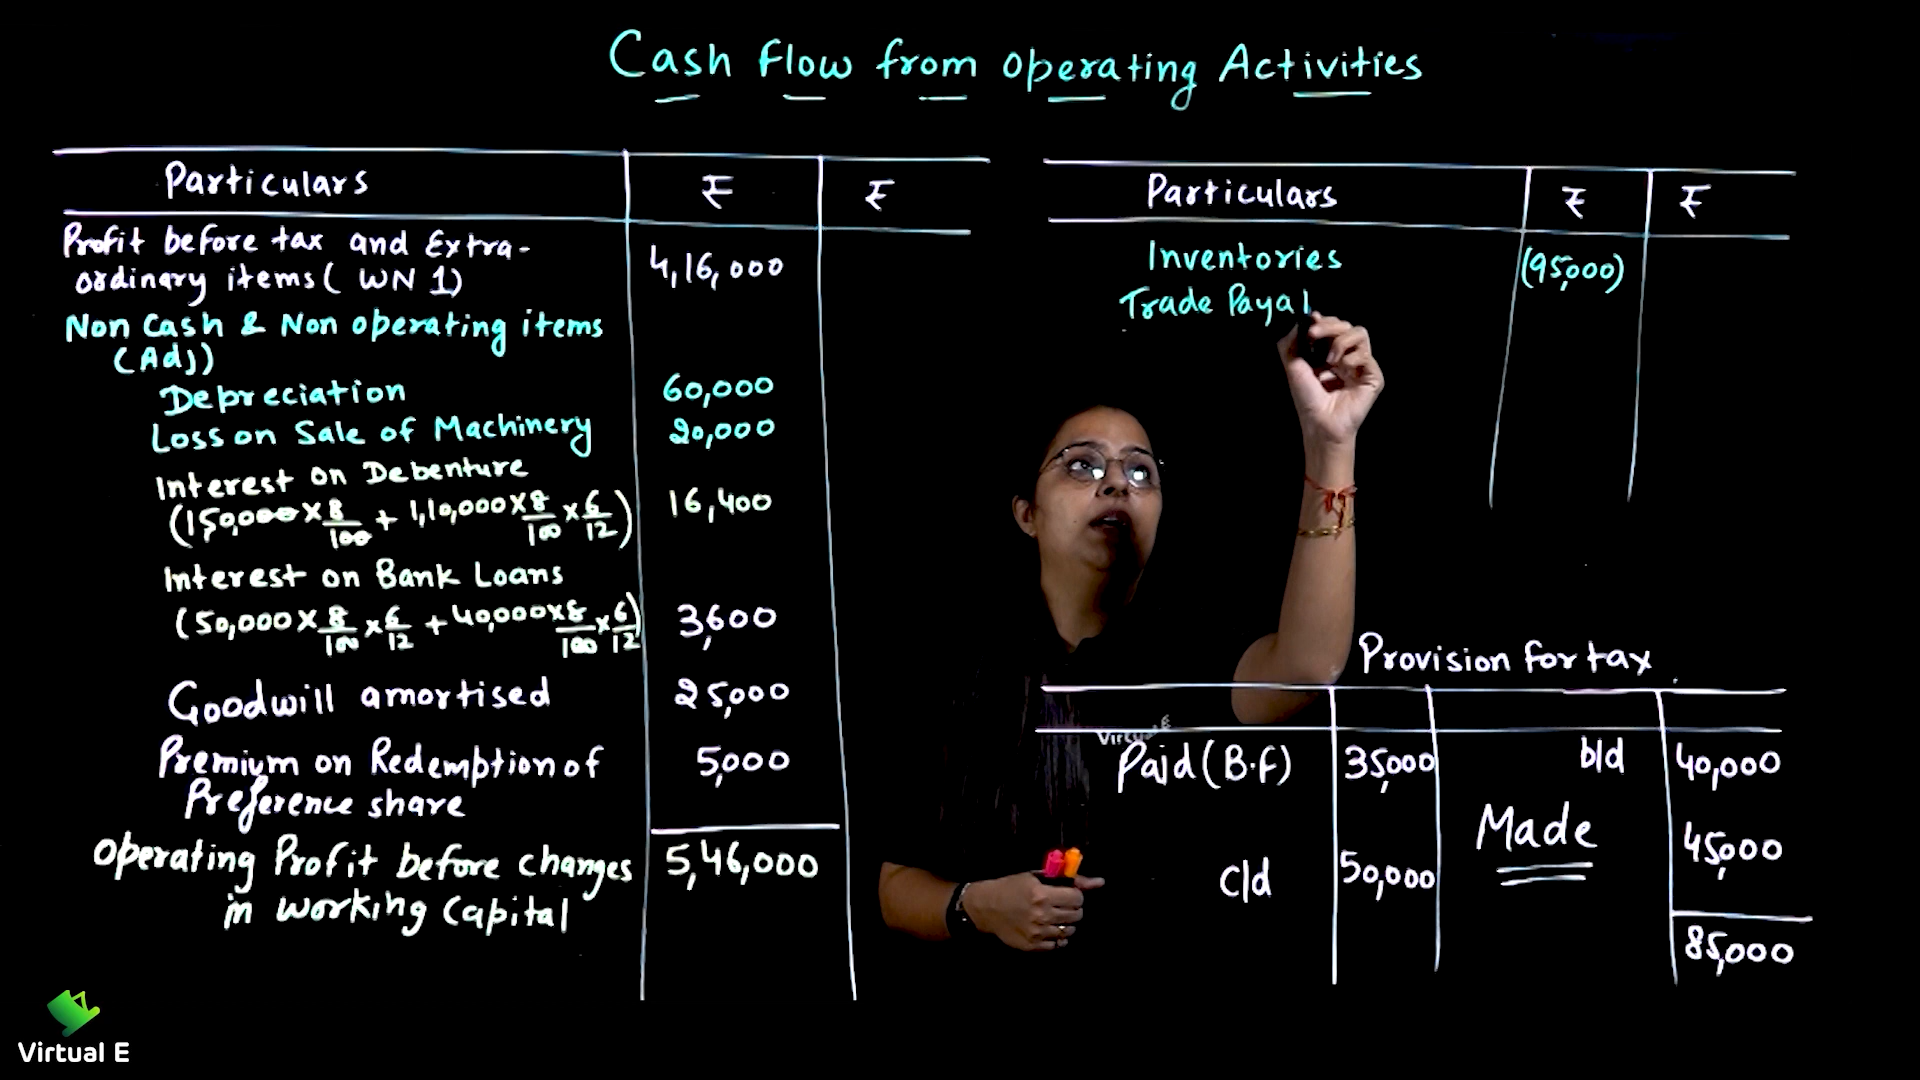 Cash Flow from Operating Activities
Particulars ₹ ₹
Profit before tax and Extra-
ordinary items (WN 1) 4,16,000
Non Cash & Non operating items
(Adj)
Depreciation 60,000
Loss on Sale of Machinery 20,000
Interest on Debenture
(150,000 × 8/100 + 1,10,000 × 8/100 × 6/12) 16,400
Interest on Bank Loans
(50,000 × 8/100 × 6/12 + 40,000 × 8/100 × 6/12) 3,600
Goodwill amortised 25,000
Premium on Redemption of 5,000
Preference share
Operating Profit before changes 5,46,000
in working Capital
Particulars ₹ ₹
Inventories (95,000)
Trade Payal
Provision for tax
Paid (B.F) 35,000 b/d 40,000
Made 45,000
c/d 50,000
85,000
Virtual E
Virtual E